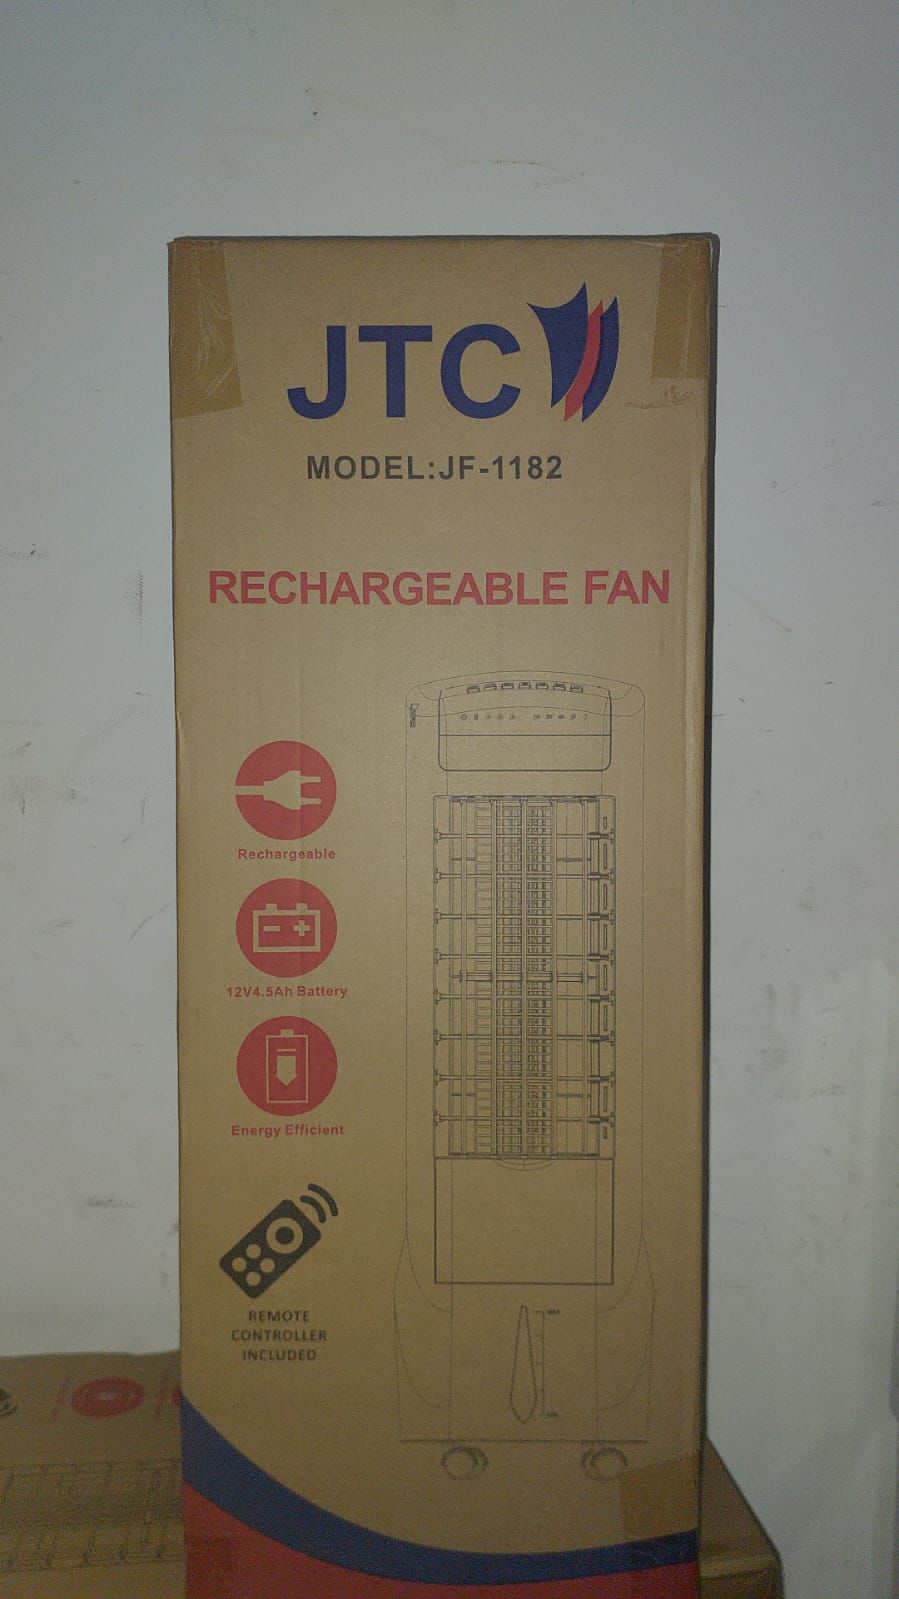 JTC
MODEL:JF-1182
RECHARGEABLE FAN
Rechargeable
12V4.5Ah Battery
Energy Efficient
REMOTE
CONTROLLER
INCLUDED